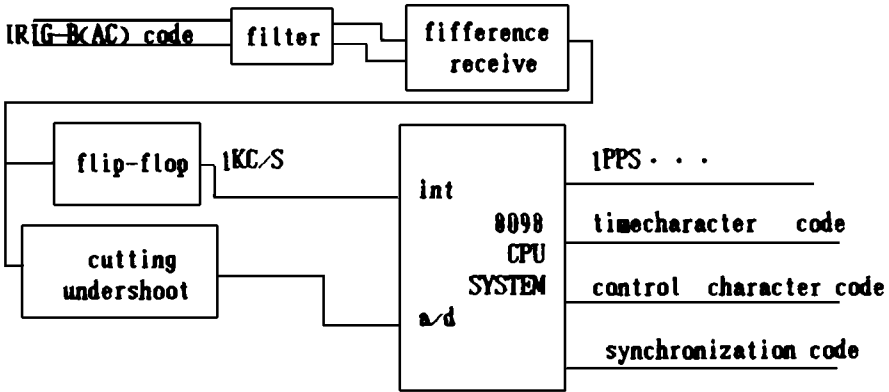 IRIG-B(AC) code
filter
fifference
receive
flip-flop
1KC/S
cutting
undershoot
int
8098
CPU
SYSTEM
a/d
1PPS · · ·
timecharacter code
control character code
synchronization code